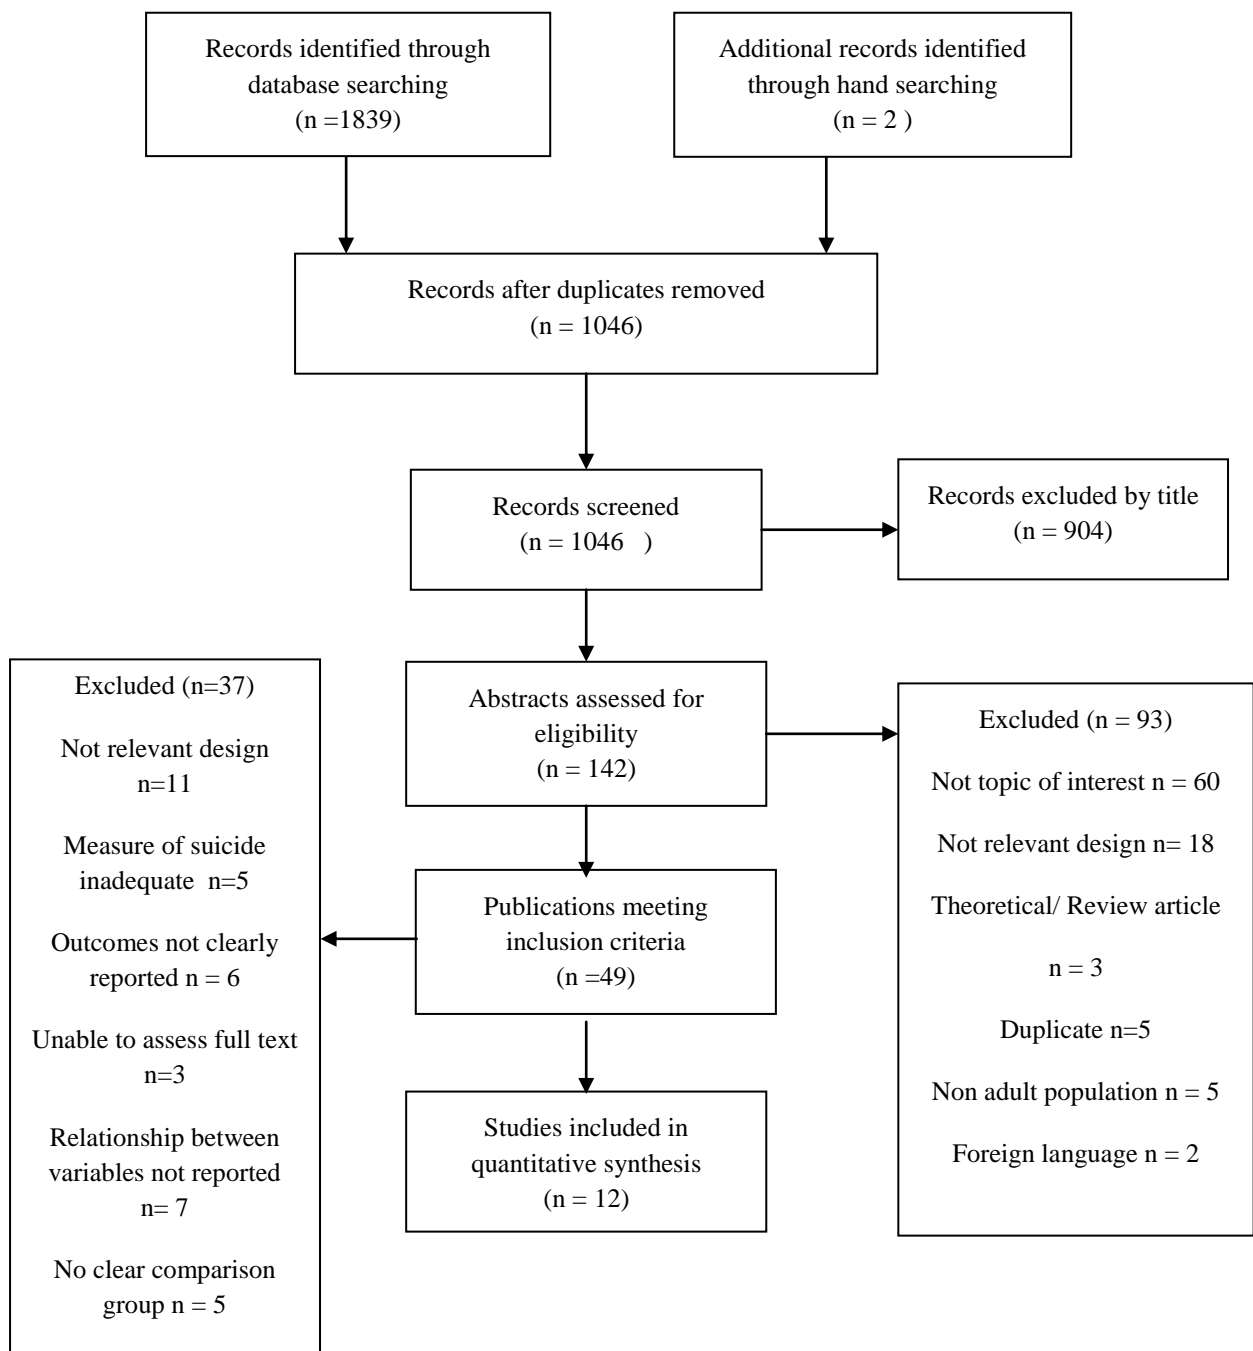 Records identified through
database searching
(n =1839)
Additional records identified
through hand searching
(n = 2 )
Records after duplicates removed
(n = 1046)
Records screened
(n = 1046   )
Records excluded by title
(n = 904)
Abstracts assessed for
eligibility
(n = 142)
Excluded (n = 93)
Not topic of interest n = 60
Not relevant design n= 18
Theoretical/ Review article
n = 3
Duplicate n=5
Non adult population n = 5
Foreign language n = 2
Publications meeting
inclusion criteria
(n =49)
Excluded (n=37)
Not relevant design
n=11
Measure of suicide
inadequate  n=5
Outcomes not clearly
reported n = 6
Unable to assess full text
n=3
Relationship between
variables not reported
n= 7
No clear comparison
group n = 5
Studies included in
quantitative synthesis
(n = 12)